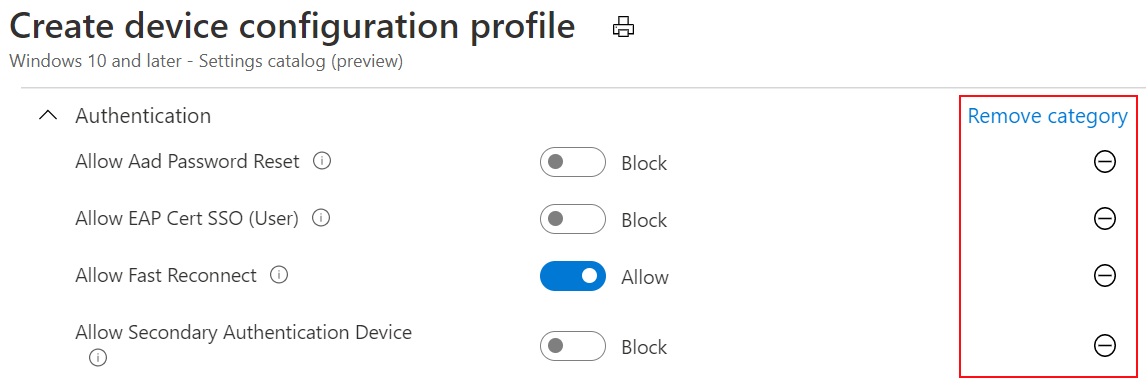 Create device configuration profile
Windows 10 and later - Settings catalog (preview)
Authentication
Remove category
Allow Aad Password Reset
Block
Allow EAP Cert SSO (User)
Block
Allow Fast Reconnect
Allow
Allow Secondary Authentication Device
Block